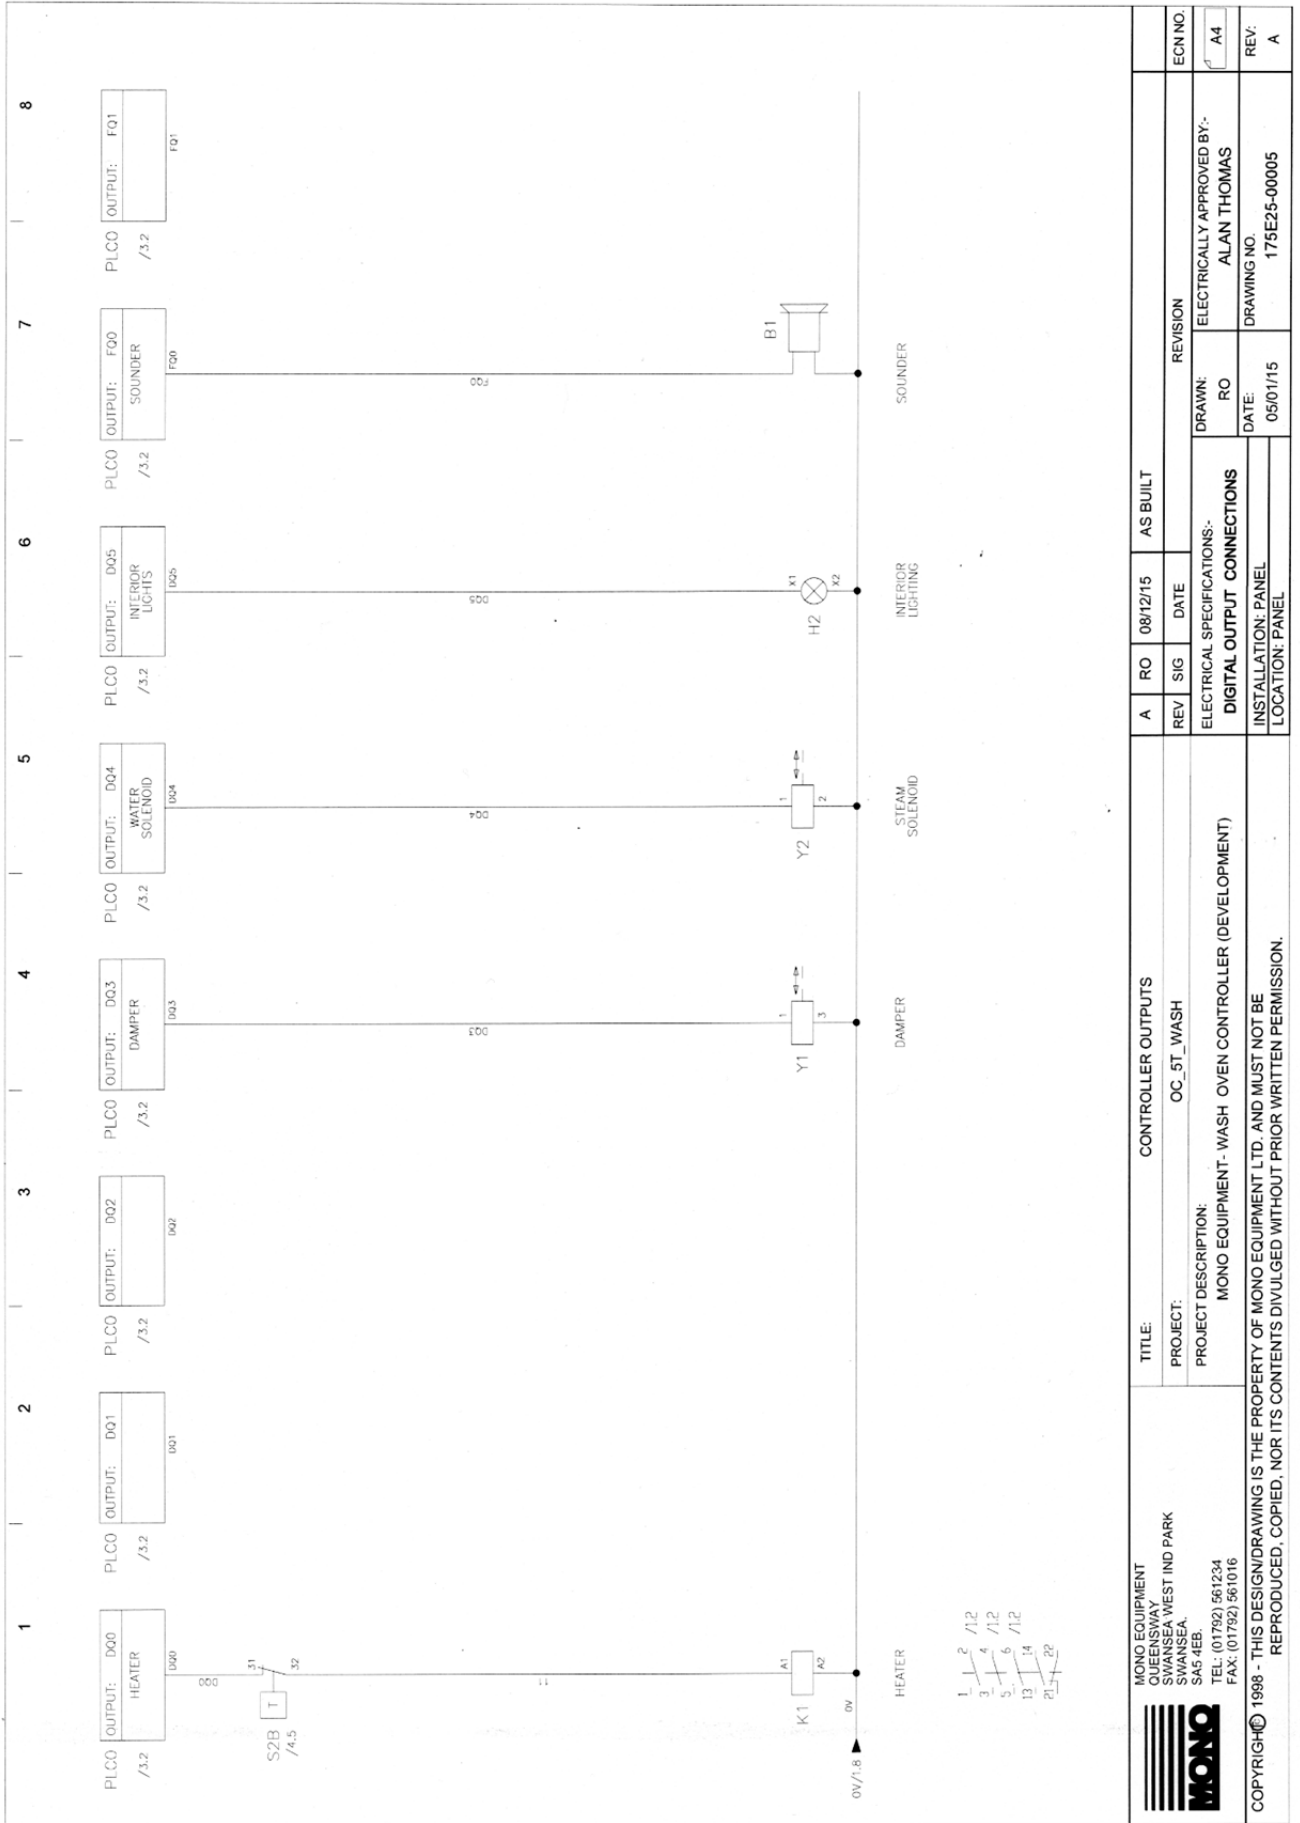 1
2
3
4
5
6
7
8
PLC0
/3.2
OUTPUT: DQ0
HEATER
DQ0
PLC0
/3.2
OUTPUT: DQ1
DQ1
PLC0
/3.2
OUTPUT: DQ2
DQ2
PLC0
/3.2
OUTPUT: DQ3
DAMPER
DQ3
PLC0
/3.2
OUTPUT: DQ4
WATER
SOLENOID
DQ4
PLC0
/3.2
OUTPUT: DQ5
INTERIOR
LIGHTS
DQ5
PLC0
/3.2
OUTPUT: FQ0
SOUNDER
FQ0
PLC0
/3.2
OUTPUT: FQ1
FQ1
DQ0
S2B
/4.5
T
31
32
11
DQ3
DQ4
DQ5
FQ0
K1
A1
A2
Y1
1
3
Y2
1
2
H2
X1
X2
B1
0V/1.8
0V
HEATER
DAMPER
STEAM
SOLENOID
INTERIOR
LIGHTING
SOUNDER
1 2 /1.2
3 4 /1.2
5 6 /1.2
13 14
21 22
MONO
MONO EQUIPMENT
QUEENSWAY
SWANSEA WEST IND PARK
SWANSEA.
SA5 4EB.
TEL: (01792) 561234
FAX: (01792) 561016
TITLE: CONTROLLER OUTPUTS
PROJECT: OC_5T_WASH
PROJECT DESCRIPTION:
MONO EQUIPMENT- WASH OVEN CONTROLLER (DEVELOPMENT)
A RO 08/12/15 AS BUILT
REV SIG DATE REVISION ECN NO.
ELECTRICAL SPECIFICATIONS:-
DIGITAL OUTPUT CONNECTIONS
INSTALLATION: PANEL
LOCATION: PANEL
DRAWN:
RO
ELECTRICALLY APPROVED BY:-
ALAN THOMAS
A4
DATE:
05/01/15
DRAWING NO.
175E25-00005
REV:
A
COPYRIGHT© 1998 - THIS DESIGN/DRAWING IS THE PROPERTY OF MONO EQUIPMENT LTD. AND MUST NOT BE
REPRODUCED, COPIED, NOR ITS CONTENTS DIVULGED WITHOUT PRIOR WRITTEN PERMISSION.